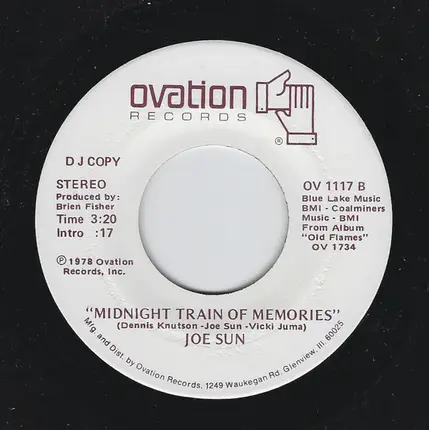 ovation
RECORDS
®
D J COPY
STEREO
Produced by:
Brien Fisher
Time 3:20
Intro :17
℗ 1978 Ovation
Records, Inc.
OV 1117 B
Blue Lake Music
BMI - Coalminers
Music - BMI
From Album
"Old Flames"
OV 1734
"MIDNIGHT TRAIN OF MEMORIES"
(Dennis Knutson -Joe Sun -Vicki Juma)
JOE SUN
Mfg. and Dist. by Ovation Records, 1249 Waukegan Rd. Glenview, Ill. 60025